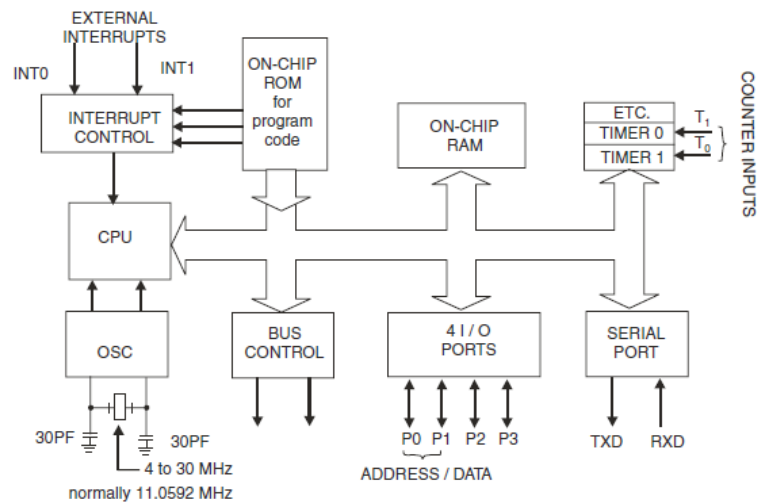 EXTERNAL
INTERRUPTS
INT0
INT1
INTERRUPT
CONTROL
ON-CHIP
ROM
for
program
code
ON-CHIP
RAM
ETC.
TIMER 0
TIMER 1
T1
T0
COUNTER INPUTS
CPU
OSC
BUS
CONTROL
4 I / O
PORTS
SERIAL
PORT
30PF
30PF
4 to 30 MHz
normally 11.0592 MHz
P0 P1 P2 P3
ADDRESS / DATA
TXD
RXD